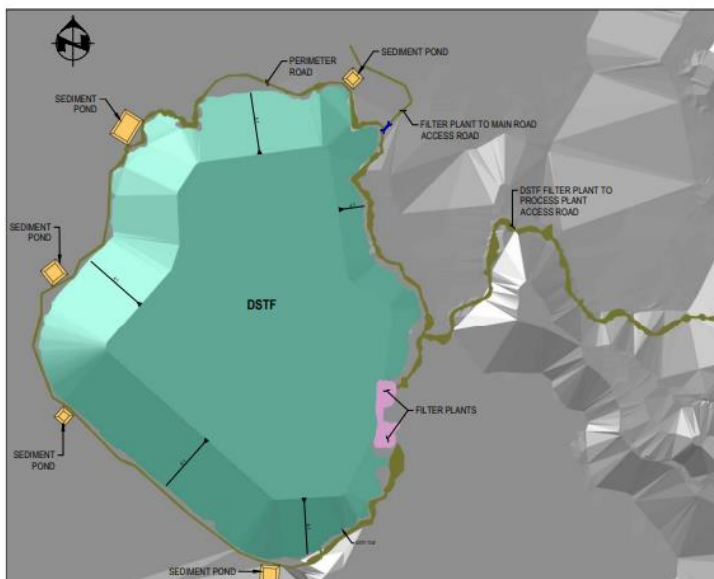 N
SEDIMENT POND
PERIMETER
ROAD
SEDIMENT
POND
FILTER PLANT TO MAIN ROAD
ACCESS ROAD
DSTF FILTER PLANT TO
PROCESS PLANT
ACCESS ROAD
SEDIMENT
POND
DSTF
FILTER PLANTS
SEDIMENT
POND
SEDIMENT POND